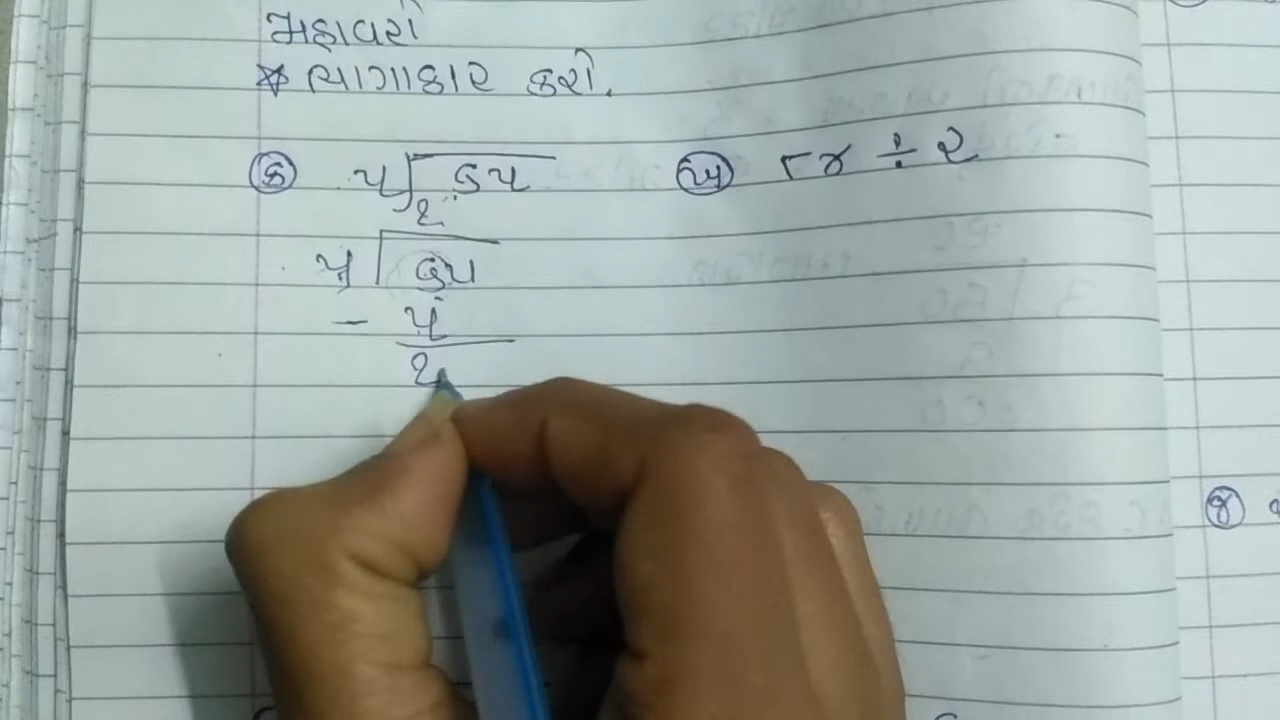 મહાવરો
* ભાગાકાર કરો.
ક ૫)૬૫ ખ ૮૪ ÷ ૨
૧
૫ ૬૫
− ૫
૧